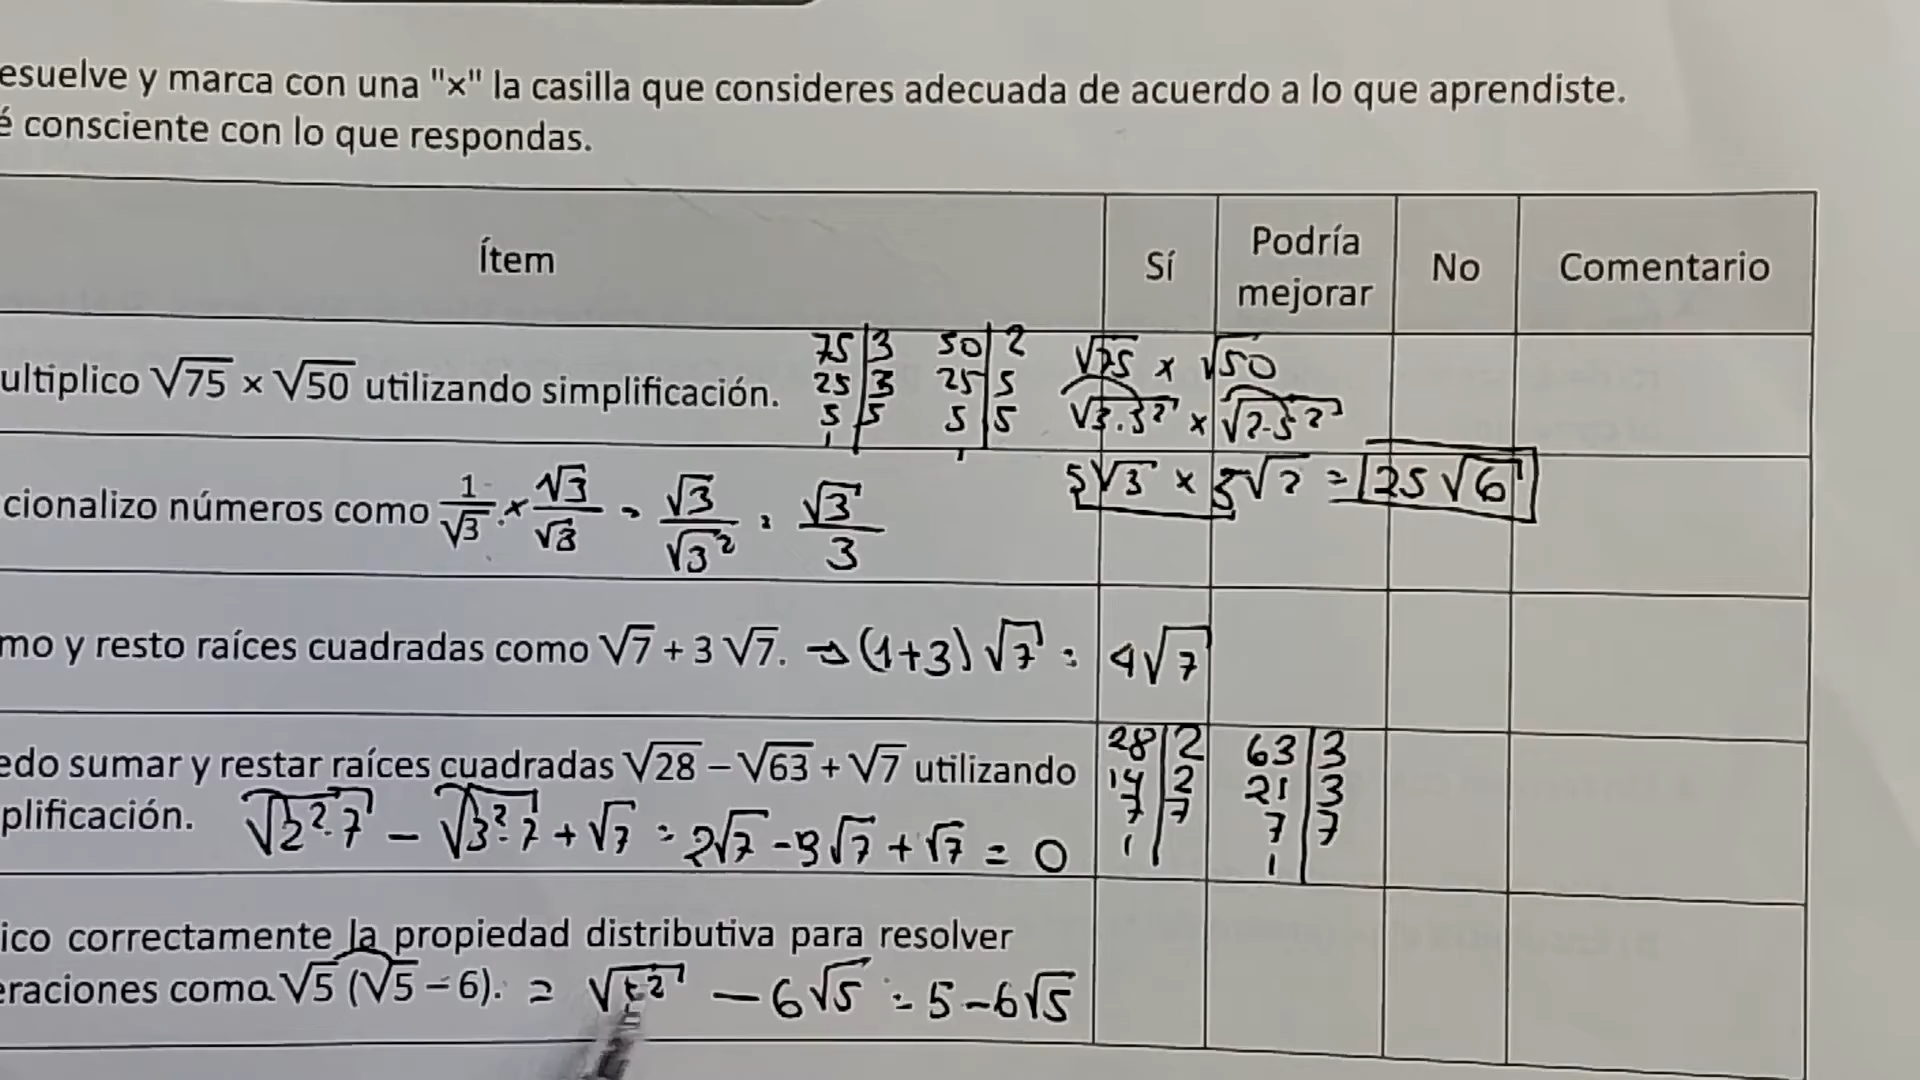 esuelve y marca con una "x" la casilla que consideres adecuada de acuerdo a lo que aprendiste.
é consciente con lo que respondas.
Ítem Sí Podría mejorar No Comentario
ultiplico √75 × √50 utilizando simplificación.
75|3 50|2
25|3 25|5
5|5 5|5
1 1
√75 × √50
√3·5² × √2·5²
5√3 × 5√2 = 25√6
cionalizo números como 1/√3 · × √3/√3 = √3/√3² = √3/3
mo y resto raíces cuadradas como √7 + 3√7. → (1+3)√7 = 4√7
edo sumar y restar raíces cuadradas √28 − √63 + √7 utilizando
plificación. √2²·7 − √3²·7 + √7 = 2√7 − 3√7 + √7 = 0
28|2 63|3
14|2 21|3
7|7 7|7
1 1
ico correctamente la propiedad distributiva para resolver
eraciones como √5 (√5 − 6). = √5² − 6√5 = 5 − 6√5